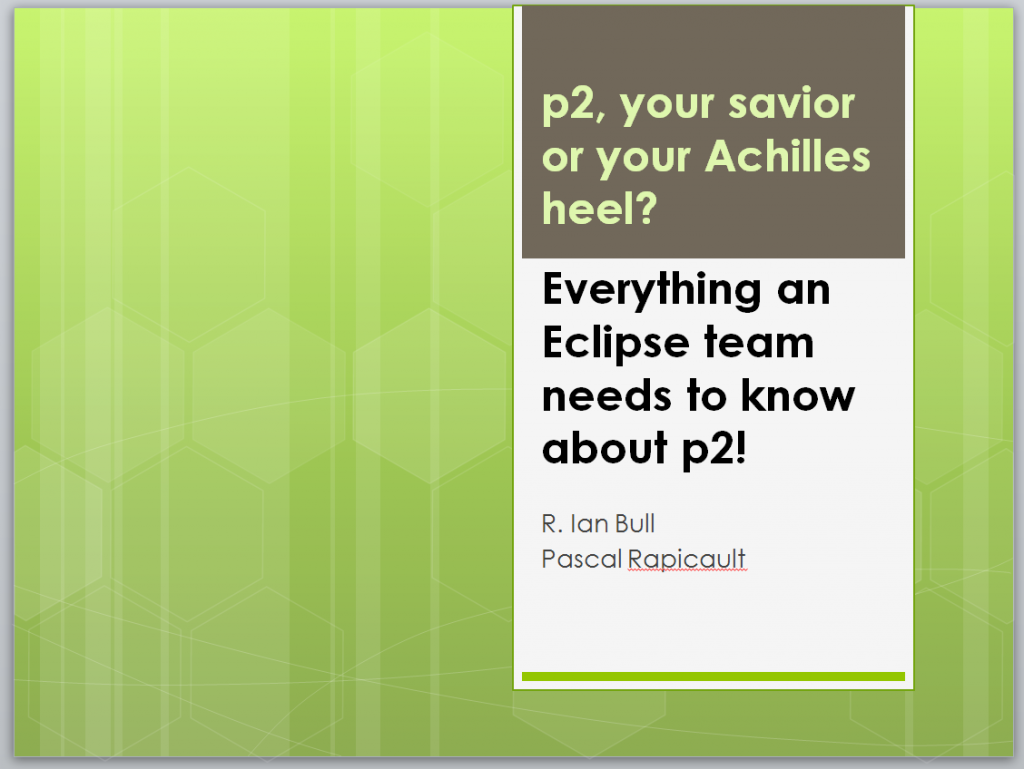 p2, your savior
or your Achilles
heel?
Everything an
Eclipse team
needs to know
about p2!
R. Ian Bull
Pascal Rapicault